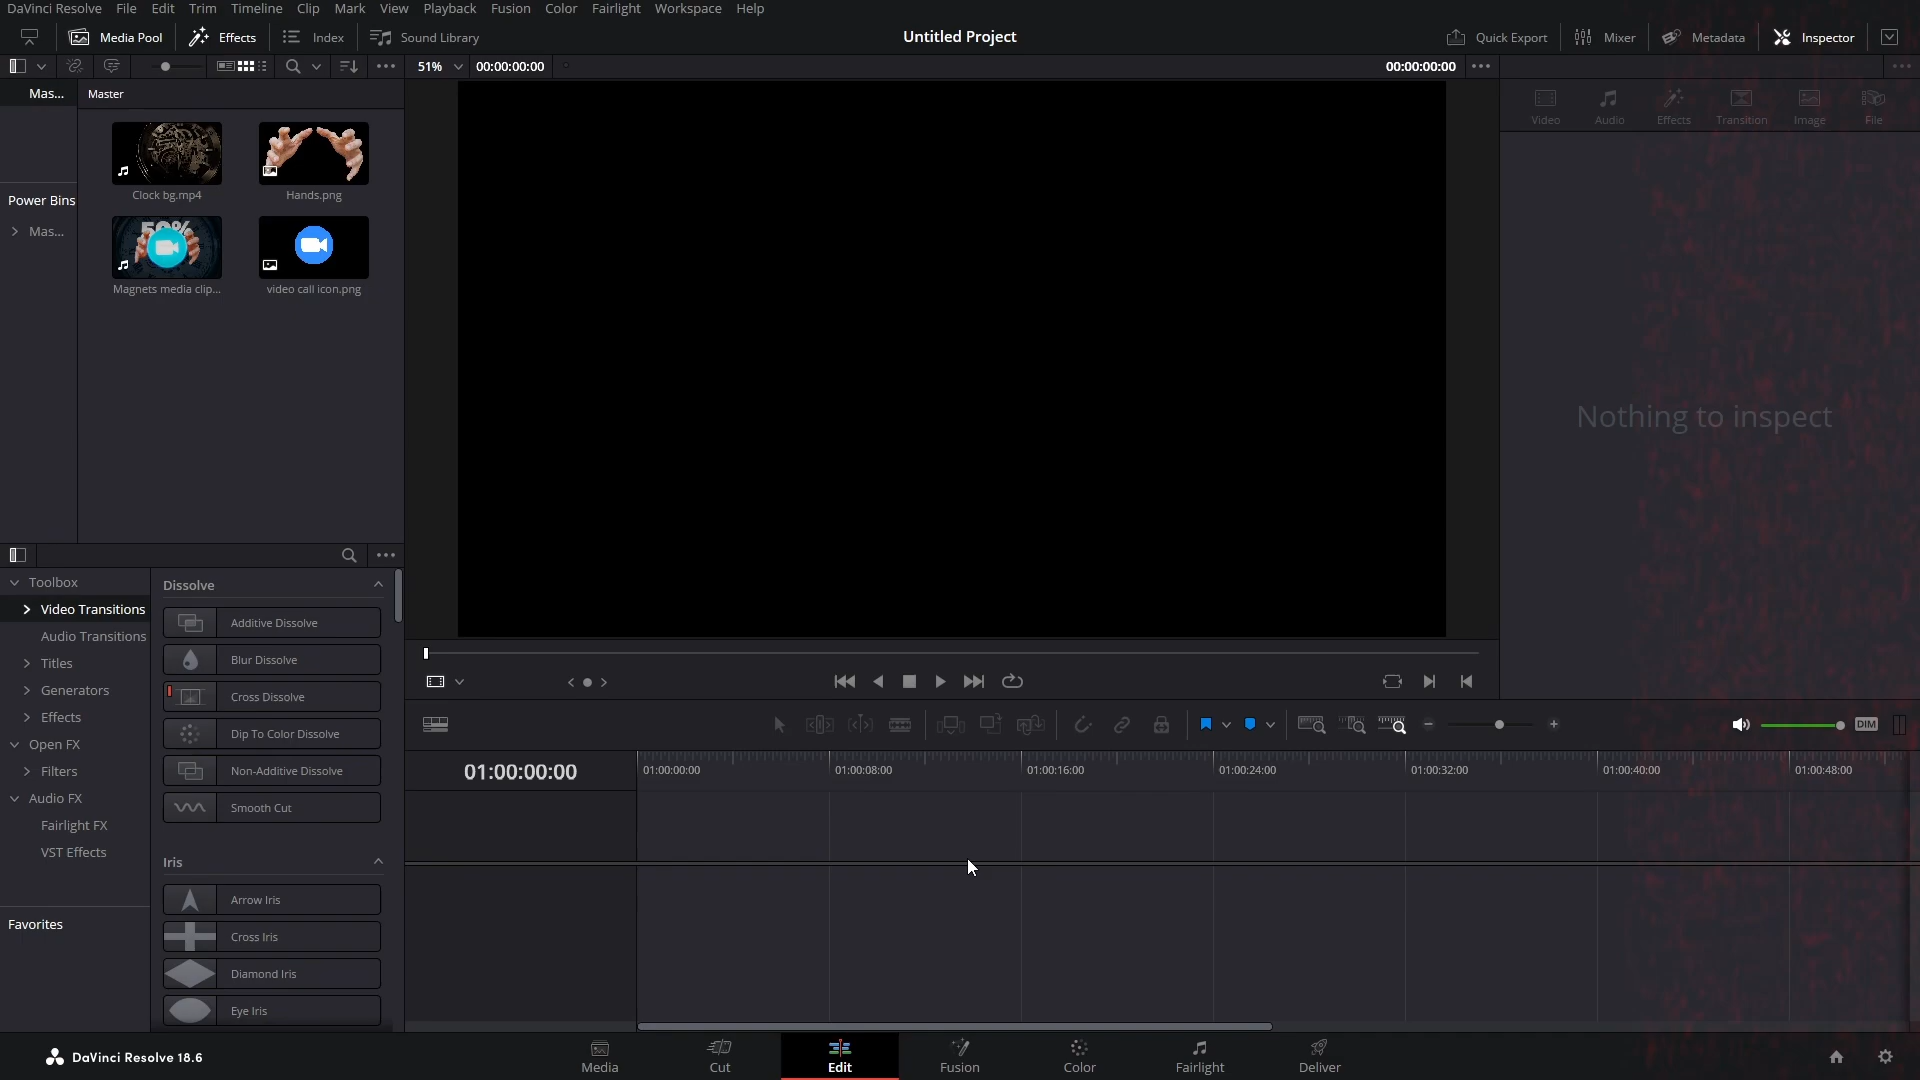 DaVinci Resolve File Edit Trim Timeline Clip Mark View Playback Fusion Color Fairlight Workspace Help
Media Pool Effects Index Sound Library Untitled Project Quick Export Mixer Metadata Inspector
51% 00:00:00:00 00:00:00:00
Mas... Master
Video Audio Effects Transition Image File
Clock bg.mp4 Hands.png
Power Bins
Mas...
50%
Magnets media clip... video call icon.png
Nothing to inspect
Toolbox
Video Transitions
Audio Transitions
Titles
Generators
Effects
Open FX
Filters
Audio FX
Fairlight FX
VST Effects
Favorites
Dissolve
Additive Dissolve
Blur Dissolve
Cross Dissolve
Dip To Color Dissolve
Non-Additive Dissolve
Smooth Cut
Iris
Arrow Iris
Cross Iris
Diamond Iris
Eye Iris
DIM
01:00:00:00 01:00:00:00 01:00:08:00 01:00:16:00 01:00:24:00 01:00:32:00 01:00:40:00 01:00:48:00
DaVinci Resolve 18.6 Media Cut Edit Fusion Color Fairlight Deliver